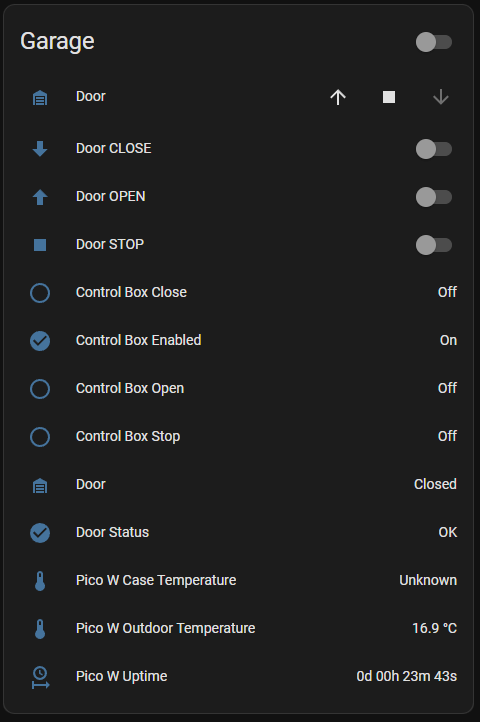 Garage
Door
Door CLOSE
Door OPEN
Door STOP
Control Box Close Off
Control Box Enabled On
Control Box Open Off
Control Box Stop Off
Door Closed
Door Status OK
Pico W Case Temperature Unknown
Pico W Outdoor Temperature 16.9 °C
Pico W Uptime 0d 00h 23m 43s